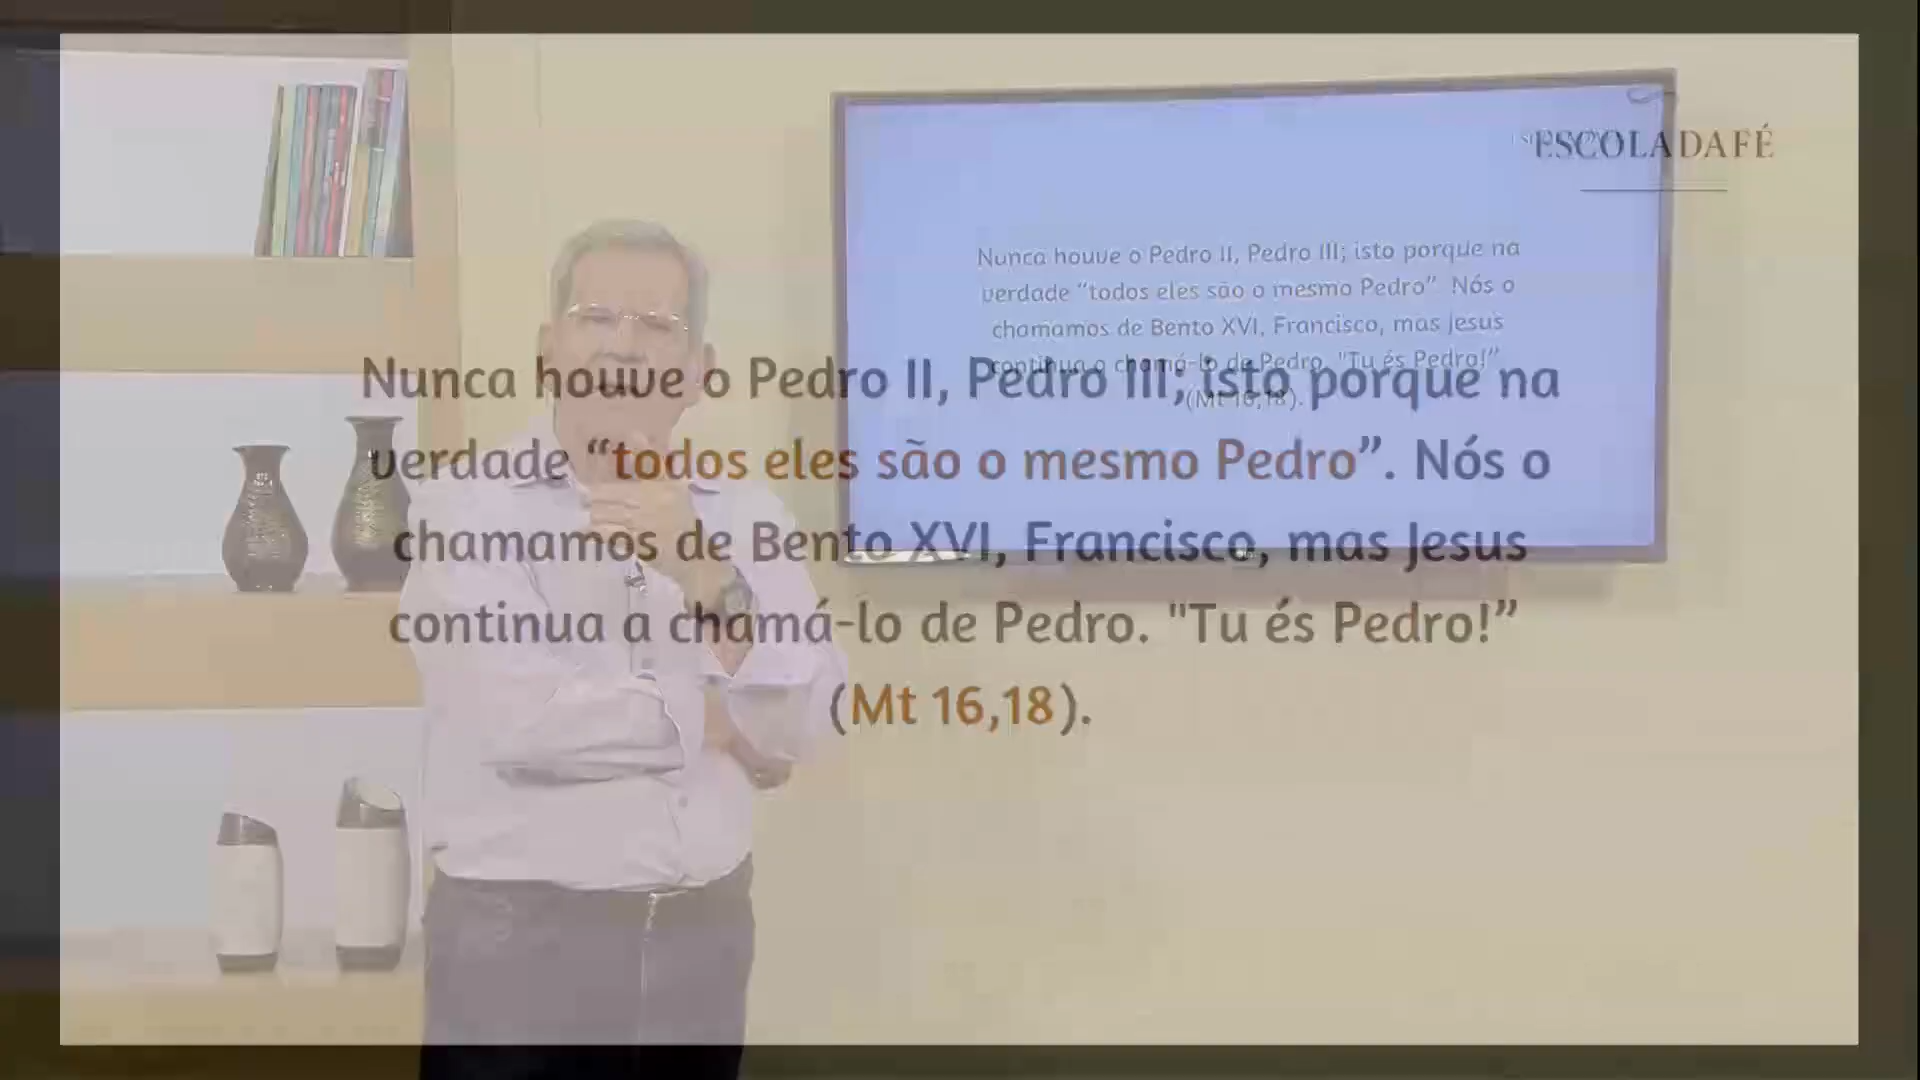 ESCOLADAFÉ
Nunca houve o Pedro II, Pedro III; isto porque na
verdade “todos eles são o mesmo Pedro”. Nós o
chamamos de Bento XVI, Francisco, mas Jesus
continua a chamá-lo de Pedro. "Tu és Pedro!”
(Mt 16,18).
Nunca houve o Pedro II, Pedro III; isto porque na
verdade “todos eles são o mesmo Pedro”. Nós o
chamamos de Bento XVI, Francisco, mas Jesus
continua a chamá-lo de Pedro. "Tu és Pedro!”
(Mt 16,18).